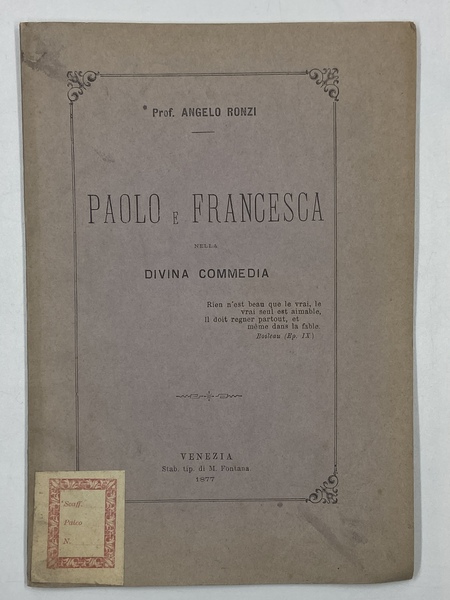 Prof. ANGELO RONZI
PAOLO E FRANCESCA
NELLA
DIVINA COMMEDIA
Rien n'est beau que le vrai, le
vrai seul est aimable,
Il doit regner partout, et
même dans la fable.
Boileau (Ep. IX)
VENEZIA
Stab. tip. di M. Fontana
1877
Scaff.
Palco
N.